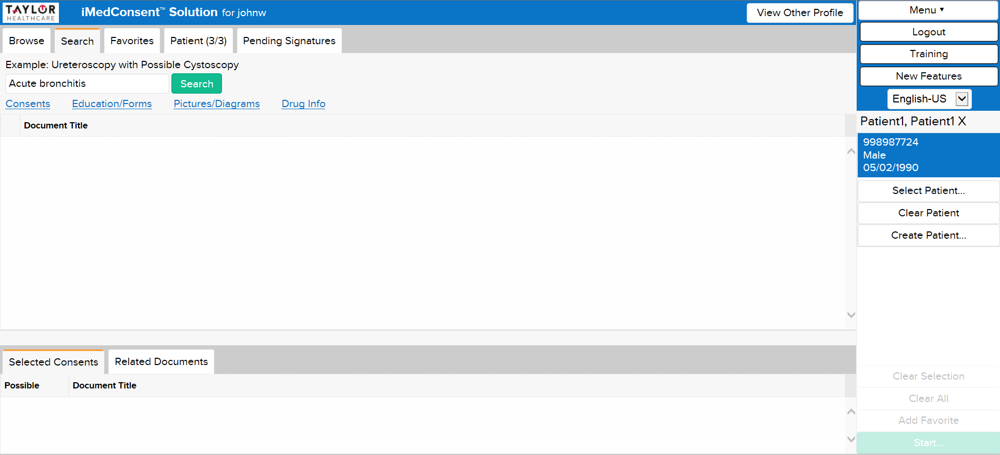 TAYLOR
HEALTHCARE
iMedConsent™ Solution for johnw
View Other Profile
Menu ▼
Logout
Training
New Features
English-US
Browse
Search
Favorites
Patient (3/3)
Pending Signatures
Example: Ureteroscopy with Possible Cystoscopy
Acute bronchitis
Search
Consents
Education/Forms
Pictures/Diagrams
Drug Info
Document Title
Patient1, Patient1 X
998987724
Male
05/02/1990
Select Patient...
Clear Patient
Create Patient...
Selected Consents
Related Documents
Possible
Document Title
Clear Selection
Clear All
Add Favorite
Start...